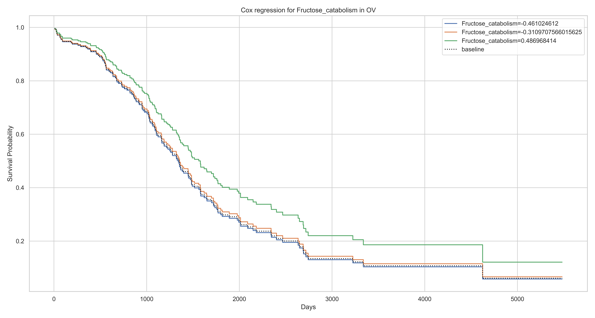 Cox regression for Fructose_catabolism in OV
Fructose_catabolism=-0.461024612
Fructose_catabolism=-0.3109707566015625
Fructose_catabolism=0.486968414
baseline
Survival Probability
1.0
0.8
0.6
0.4
0.2
0
1000
2000
3000
4000
5000
Days